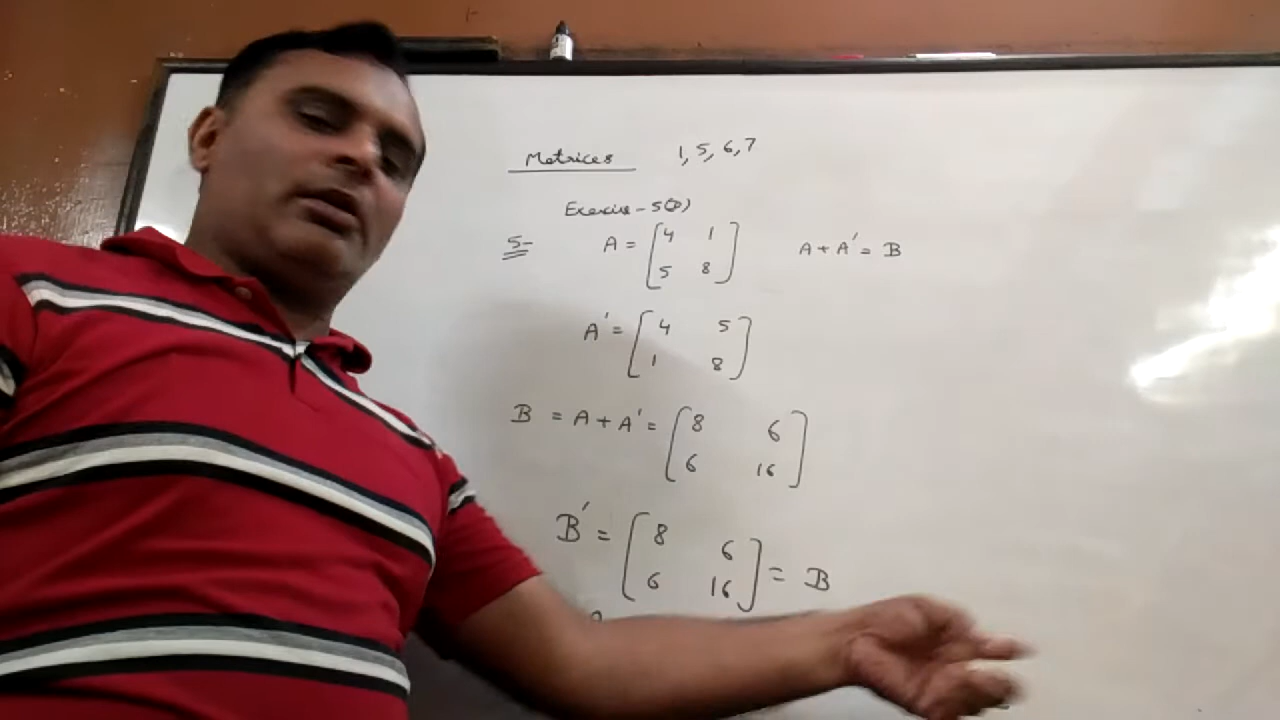 Matrices 1, 5, 6, 7
Exercise - 5(D)
5- A = [4 1 A + A' = B
5 8]
A' = [4 5
1 8]
B = A + A' = [8 6
6 16]
B' = [8 6
6 16] = B